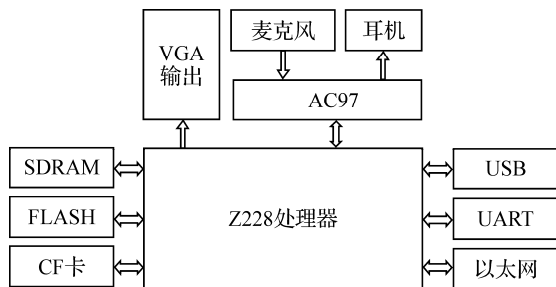 VGA
输出
麦克风
耳机
AC97
SDRAM
FLASH
CF卡
Z228处理器
USB
UART
以太网